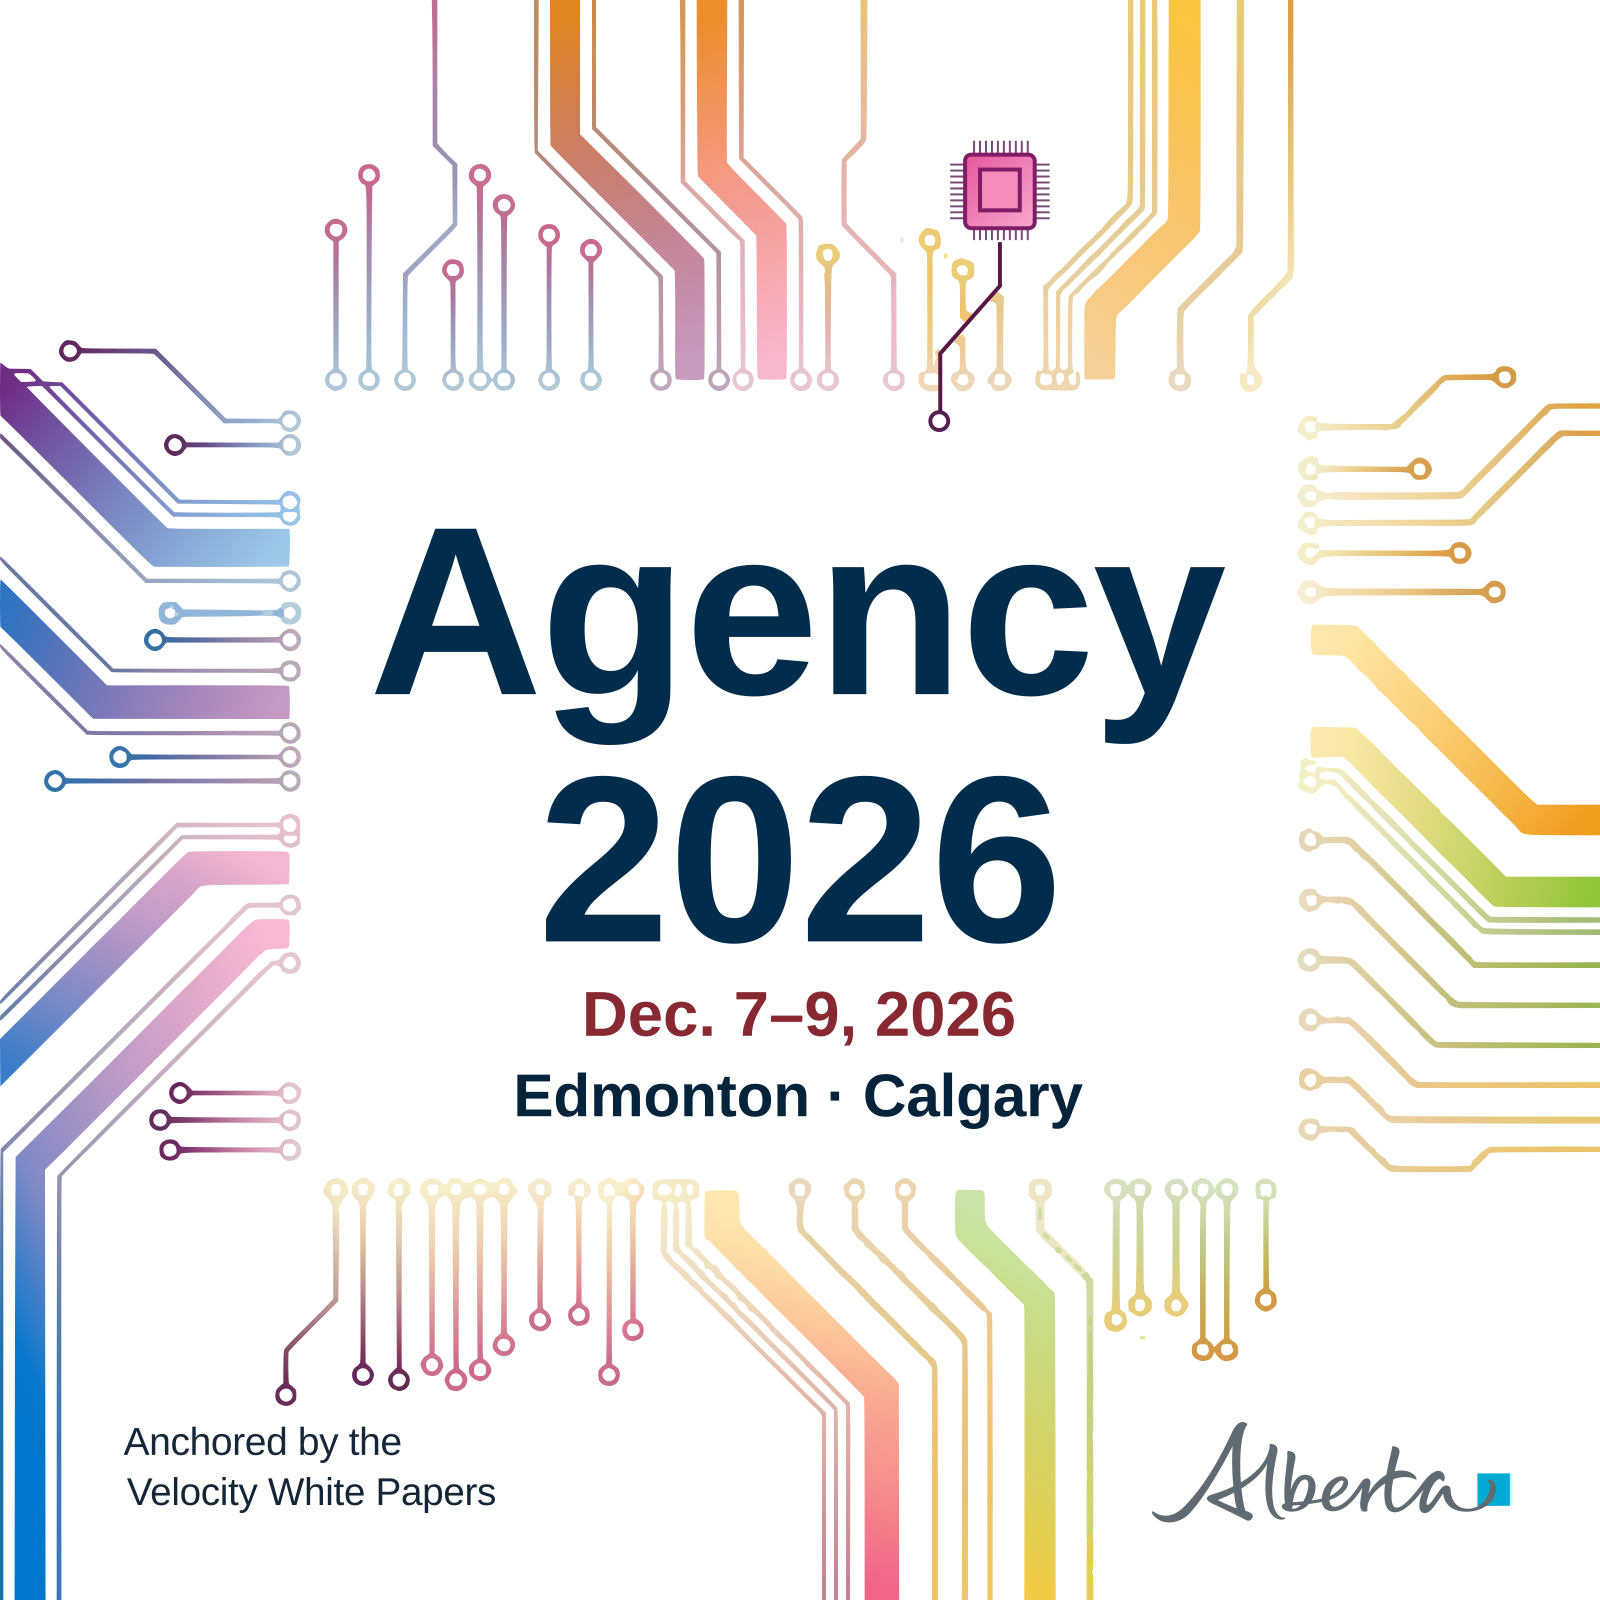 Agency
2026
Dec. 7–9, 2026
Edmonton · Calgary
Anchored by the
Velocity White Papers
Alberta